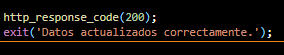 http_response_code(200);
exit('Datos actualizados correctamente.');